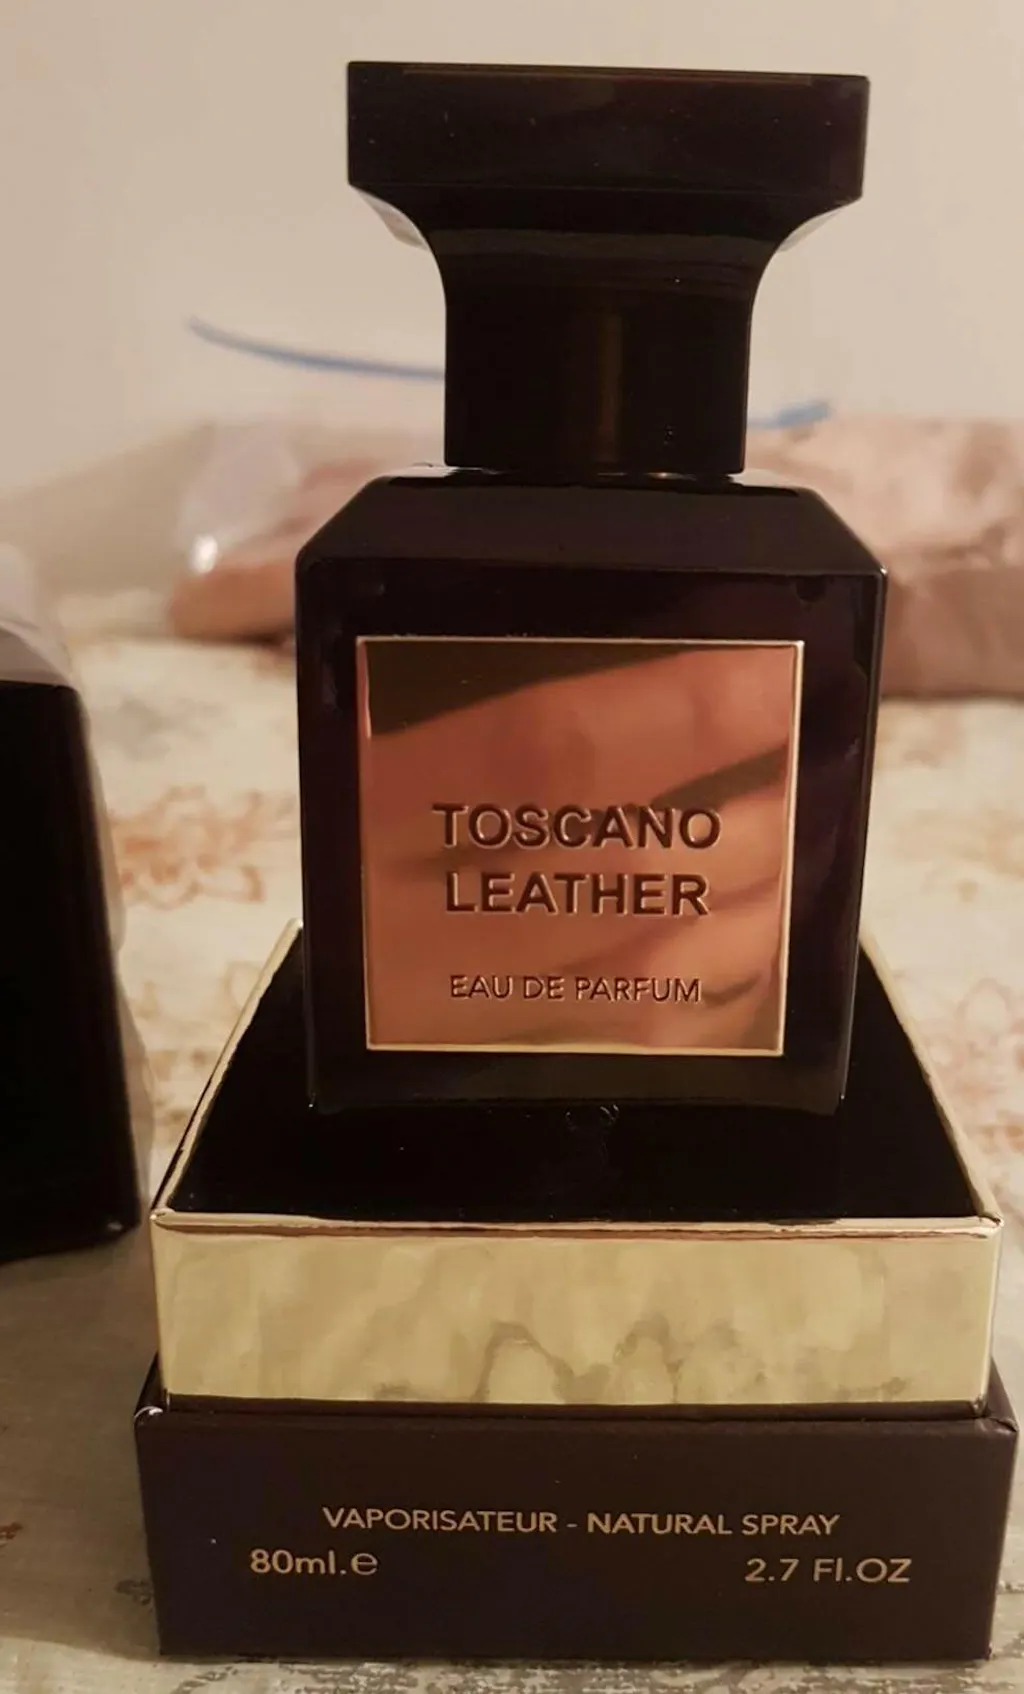 TOSCANO
LEATHER
EAU DE PARFUM
VAPORISATEUR - NATURAL SPRAY
80ml.e
2.7 Fl.OZ